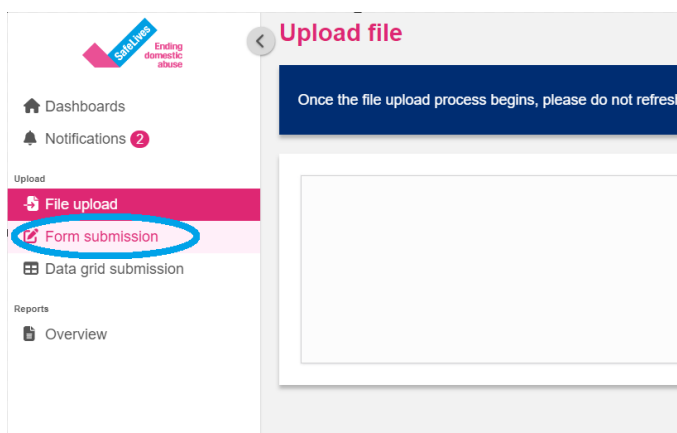 SafeLives
Ending
domestic
abuse
Upload file
Once the file upload process begins, please do not refres
Dashboards
Notifications 2
Upload
File upload
Form submission
Data grid submission
Reports
Overview